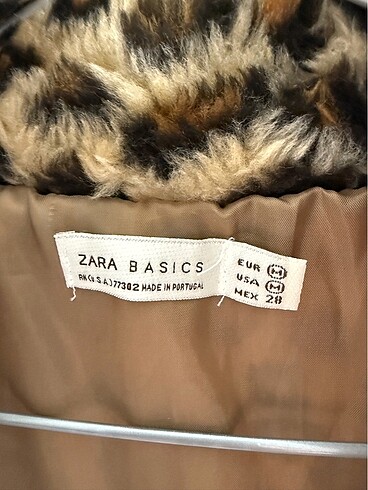 ZARA BASICS
RN(U.S.A.)77302 MADE IN PORTUGAL
EUR M
USA M
MEX 28